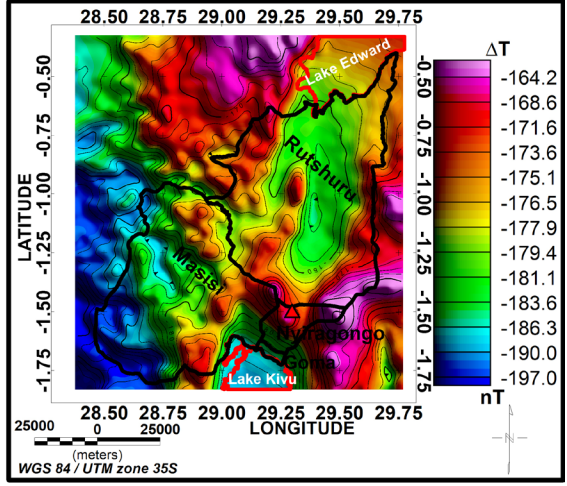 28.50 28.75 29.00 29.25 29.50 29.75
ΔT
-0.50 -0.75 -1.00 -1.25 -1.50 -1.75
LATITUDE
Lake Edward
Rutshuru
Masisi
Nyiragongo
Goma
Lake Kivu
-0.50 -0.75 -1.00 -1.25 -1.50 -1.75
-164.2
-168.6
-171.6
-173.6
-175.1
-176.5
-177.9
-179.4
-181.1
-183.6
-186.3
-190.0
-197.0
nT
28.50 28.75 29.00 29.25 29.50 29.75
LONGITUDE
25000 0 25000
(meters)
WGS 84 / UTM zone 35S
N